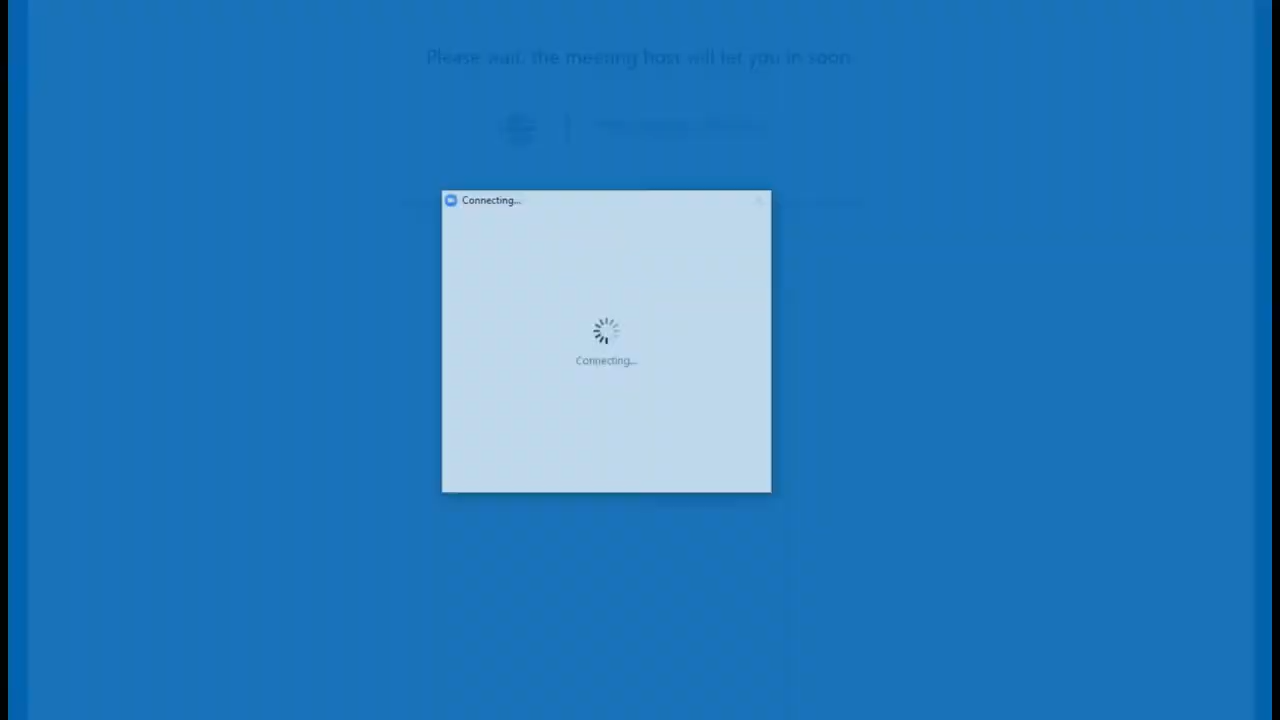 Please wait, the meeting host will let you in soon.
Connecting...
Connecting...